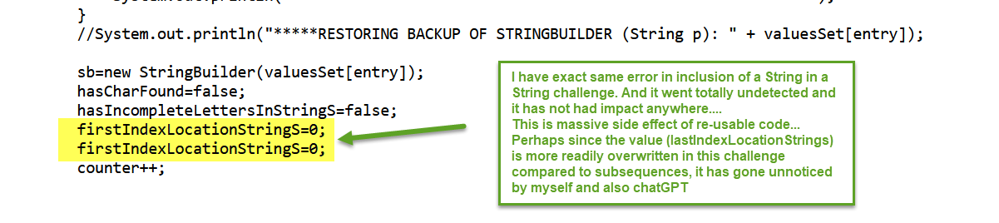 }
//System.out.println("*****RESTORING BACKUP OF STRINGBUILDER (String p): " + valuesSet[entry]);
sb=new StringBuilder(valuesSet[entry]);
hasCharFound=false;
hasIncompleteLettersInStringS=false;
firstIndexLocationStringS=0;
firstIndexLocationStringS=0;
counter++;
I have exact same error in inclusion of a String in a
String challenge. And it went totally undetected and
it has not had impact anywhere....
This is massive side effect of re-usable code...
Perhaps since the value (lastIndexLocationStrings)
is more readily overwritten in this challenge
compared to subsequences, it has gone unnoticed
by myself and also chatGPT